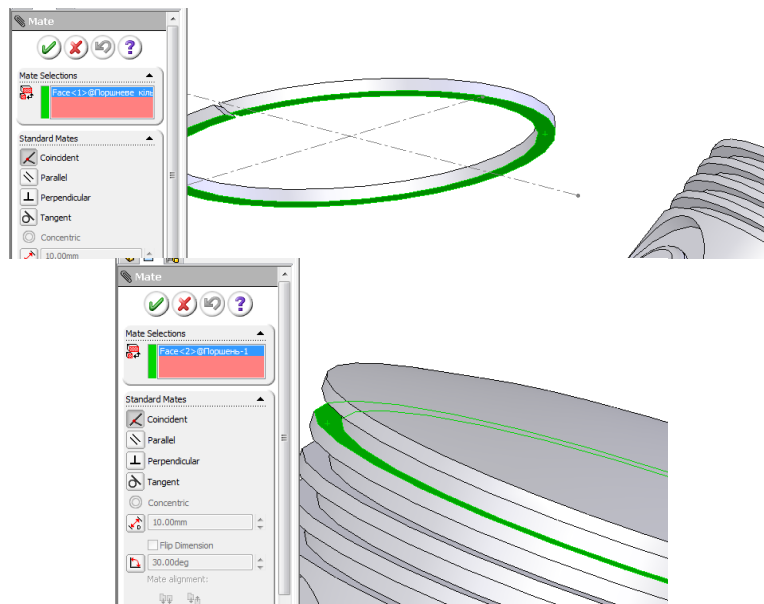 Mate
Mate Selections
Face<1>@Поршневе кіль
Standard Mates
Coincident
Parallel
Perpendicular
Tangent
Concentric
10.00mm
Mate
Mate Selections
Face<2>@Поршень-1
Standard Mates
Coincident
Parallel
Perpendicular
Tangent
Concentric
10.00mm
Flip Dimension
30.00deg
Mate alignment: